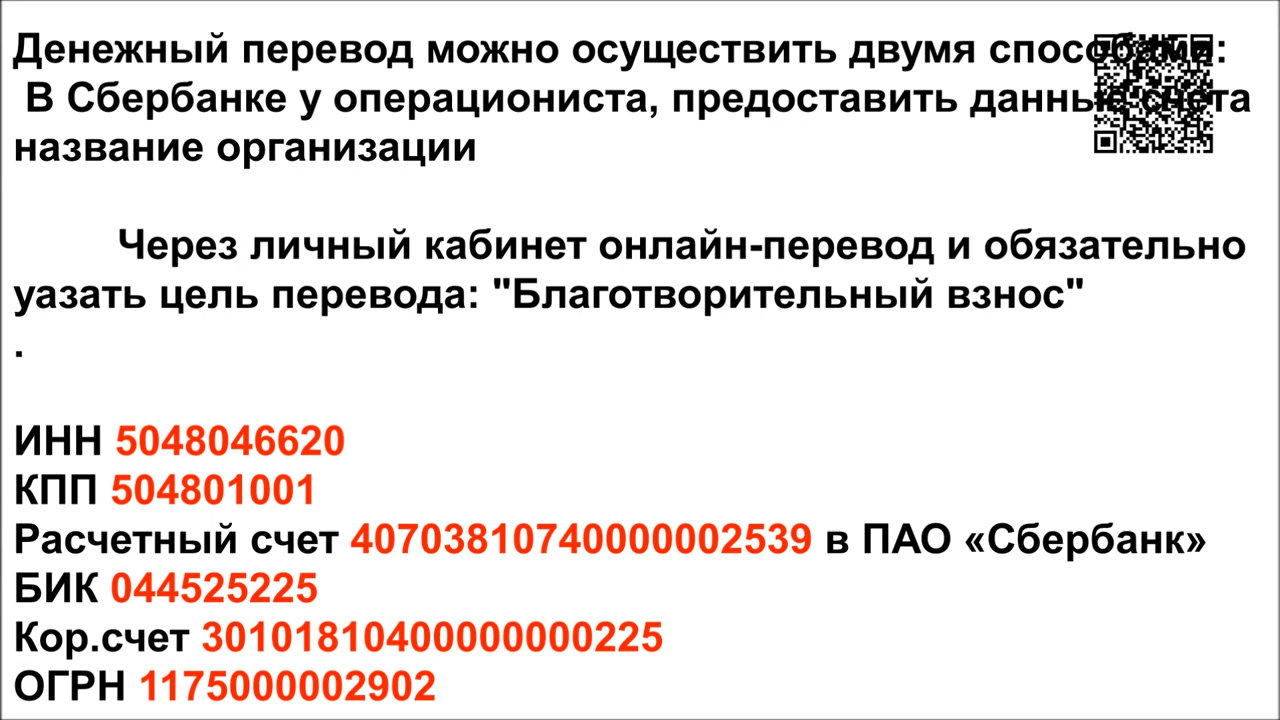 Денежный перевод можно осуществить двумя способами:
В Сбербанке у операциониста, предоставить данные счета
название организации
Через личный кабинет онлайн-перевод и обязательно
уазать цель перевода: "Благотворительный взнос"
.
ИНН 5048046620
КПП 504801001
Расчетный счет 40703810740000002539 в ПАО «Сбербанк»
БИК 044525225
Кор.счет 30101810400000000225
ОГРН 1175000002902